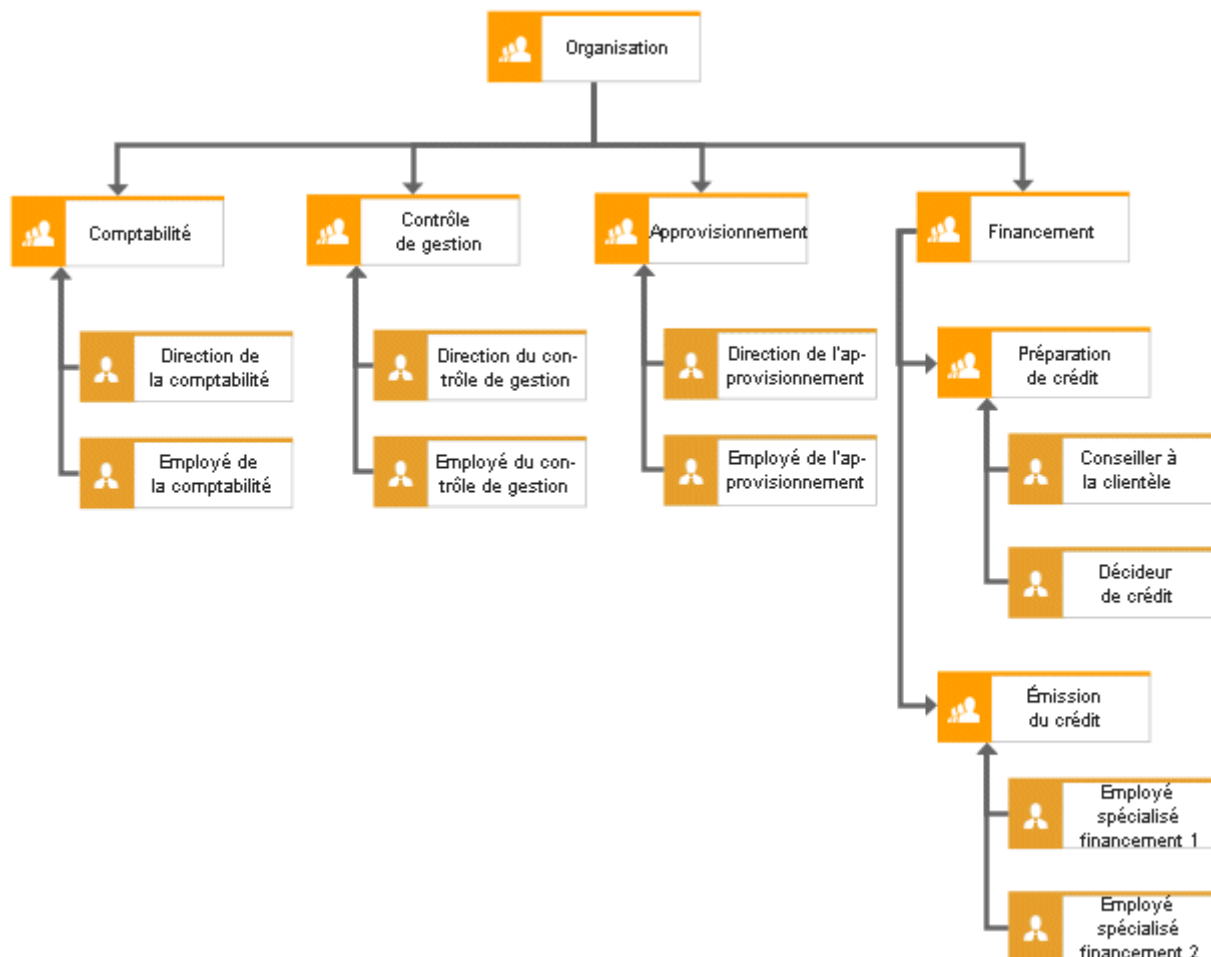 Organisation
Comptabilité
Contrôle
de gestion
Approvisionnement
Financement
Direction de
la comptabilité
Direction du con-
trôle de gestion
Direction de l'ap-
provisionnement
Préparation
de crédit
Employé de
la comptabilité
Employé du con-
trôle de gestion
Employé de l'ap-
provisionnement
Conseiller à
la clientèle
Décideur
de crédit
Émission
du crédit
Employé
spécialisé
financement 1
Employé
spécialisé
financement 2